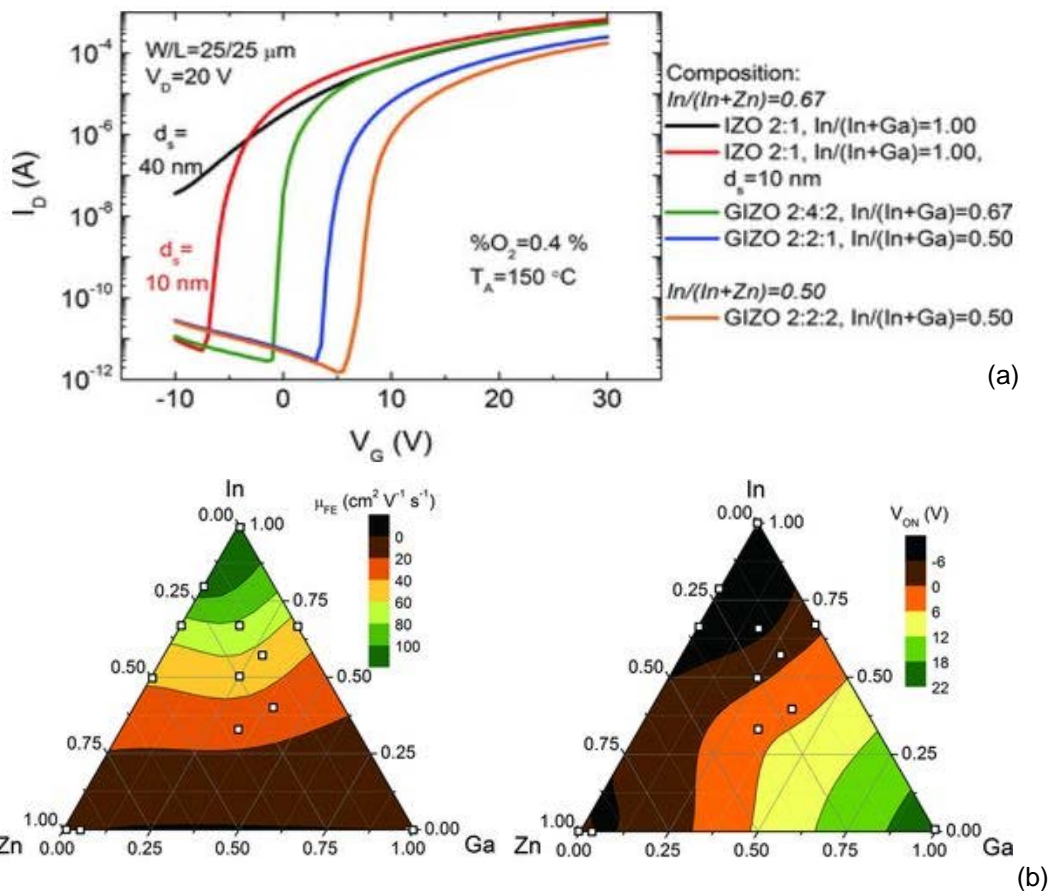 W/L=25/25 μm
V_D=20 V
d_s=
40 nm
d_s=
10 nm
%O₂=0.4 %
T_A=150 °C
10⁻⁴
10⁻⁶
10⁻⁸
10⁻¹⁰
10⁻¹²
I_D (A)
-10 0 10 20 30
V_G (V)
Composition:
In/(In+Zn)=0.67
IZO 2:1, In/(In+Ga)=1.00
IZO 2:1, In/(In+Ga)=1.00,
d_s=10 nm
GIZO 2:4:2, In/(In+Ga)=0.67
GIZO 2:2:1, In/(In+Ga)=0.50
In/(In+Zn)=0.50
GIZO 2:2:2, In/(In+Ga)=0.50
(a)
In
μ_FE (cm² V⁻¹ s⁻¹)
0.00 1.00
0
20
40
60
80
100
0.25 0.75
0.50 0.50
0.75 0.25
1.00 0.00
Zn 0.00 0.25 0.50 0.75 1.00 Ga
In
V_ON (V)
0.00 1.00
-6
0
6
12
18
22
0.25 0.75
0.50 0.50
0.75 0.25
1.00 0.00
Zn 0.00 0.25 0.50 0.75 1.00 Ga
(b)